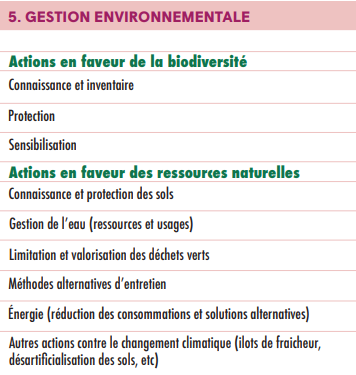 5. GESTION ENVIRONNEMENTALE
Actions en faveur de la biodiversité
Connaissance et inventaire
Protection
Sensibilisation
Actions en faveur des ressources naturelles
Connaissance et protection des sols
Gestion de l'eau (ressources et usages)
Limitation et valorisation des déchets verts
Méthodes alternatives d'entretien
Énergie (réduction des consommations et solutions alternatives)
Autres actions contre le changement climatique (ilots de fraicheur,
désartificialisation des sols, etc)